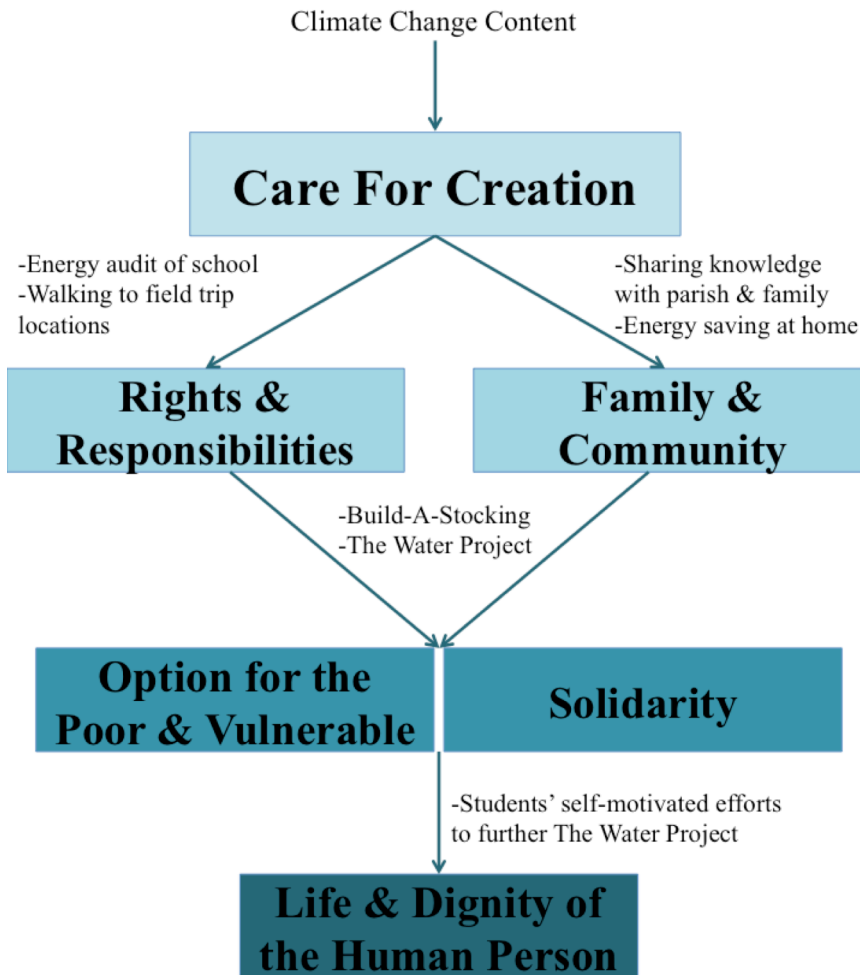 Climate Change Content
Care For Creation
-Energy audit of school
-Walking to field trip
locations
-Sharing knowledge
with parish & family
-Energy saving at home
Rights &
Responsibilities
Family &
Community
-Build-A-Stocking
-The Water Project
Option for the
Poor & Vulnerable
Solidarity
-Students’ self-motivated efforts
to further The Water Project
Life & Dignity of
the Human Person